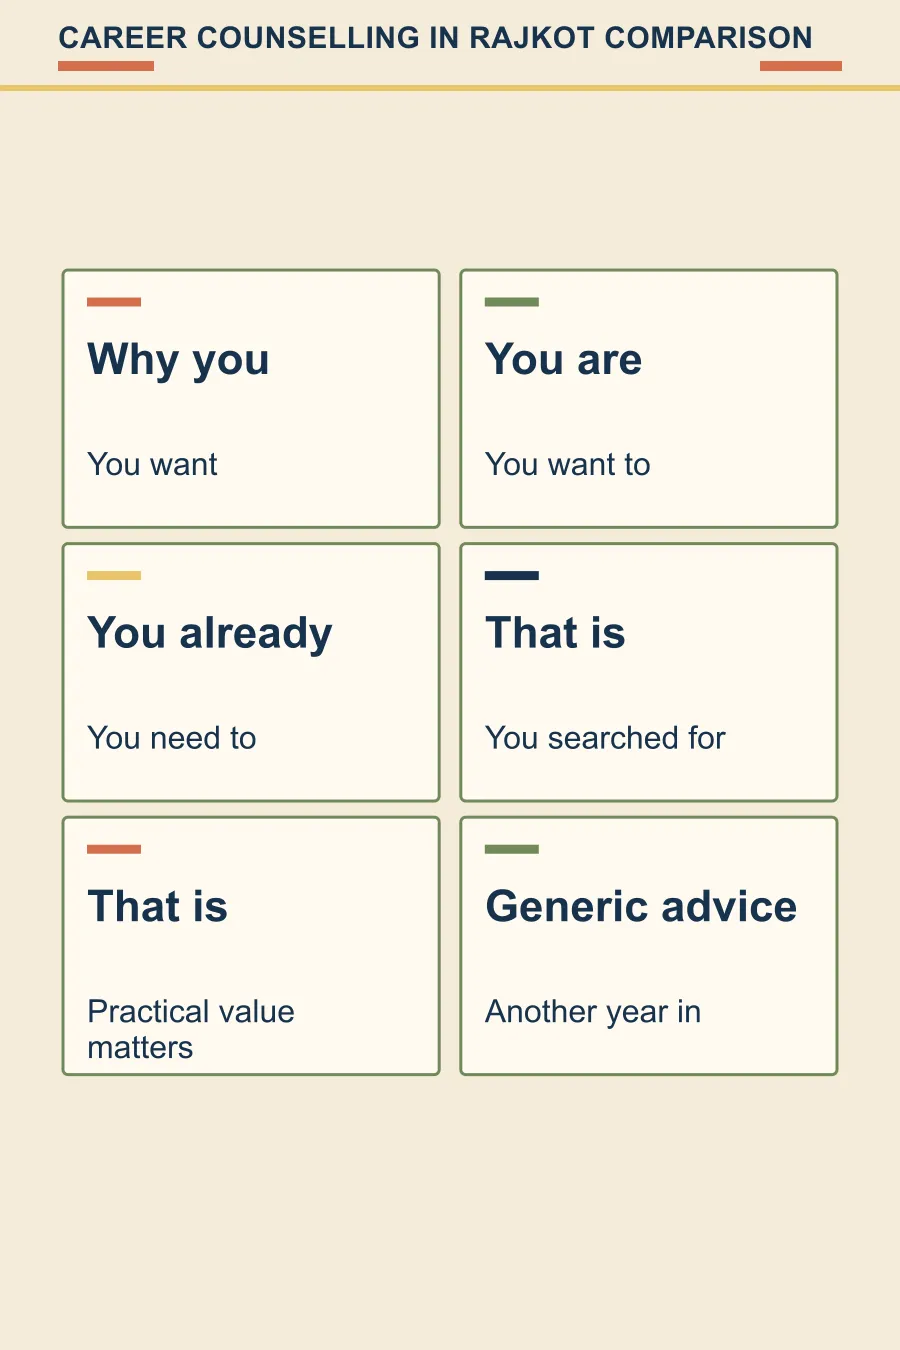 CAREER COUNSELLING IN RAJKOT COMPARISON
Why you
You want
You are
You want to
You already
You need to
That is
You searched for
That is
Practical value
matters
Generic advice
Another year in